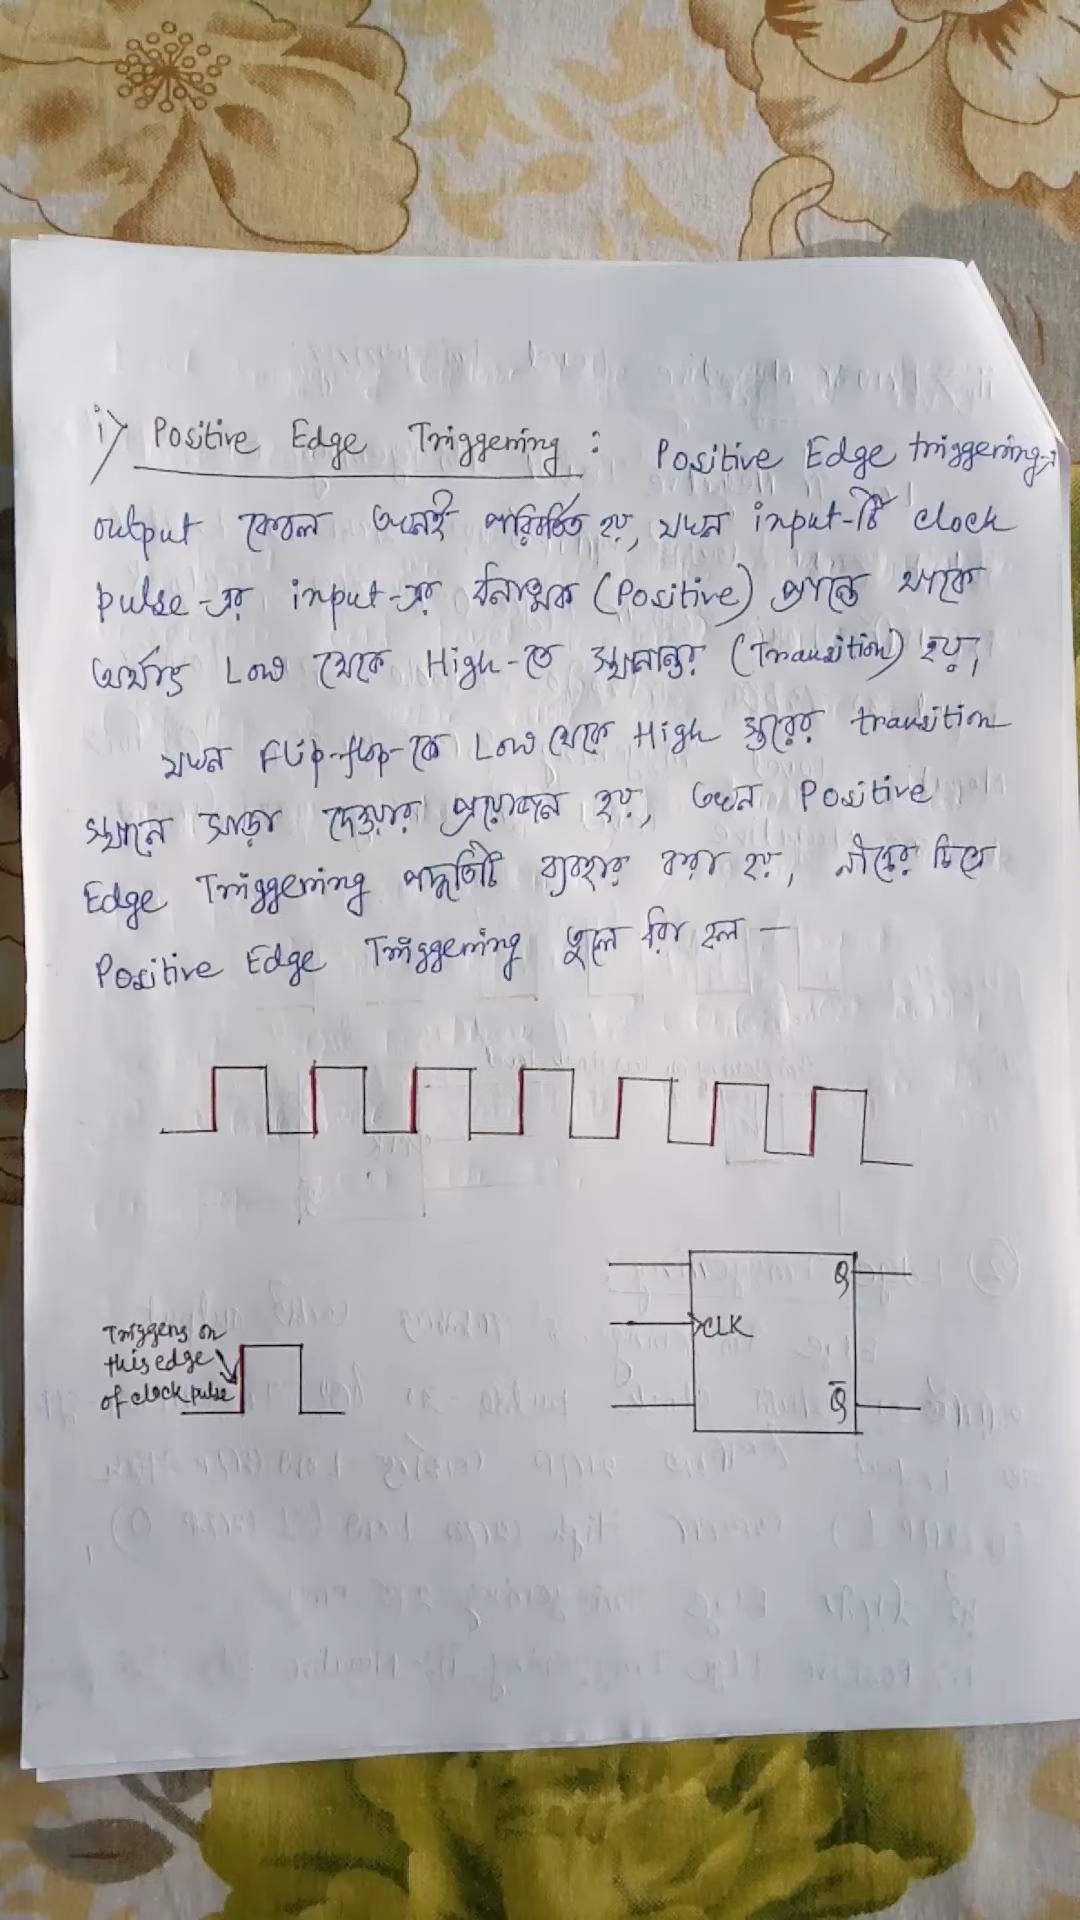 i) Positive Edge Triggering : Positive Edge triggering-এ
output কেবল তখনই পরিবর্তিত হয়, যখন input-টি clock
pulse-এর input-এর ধনাত্মক (Positive) প্রান্তে থাকে
অর্থাৎ Low থেকে High-তে স্থানান্তর (Transition) হয়,
যখন Flip-flop-কে Low থেকে High স্তরের transition
স্থানে সাড়া দেওয়ার প্রয়োজন হয়, তখন Positive
Edge Triggering পদ্ধতিটি ব্যবহার করা হয়, নীচের চিত্রে
Positive Edge Triggering তুলে ধরা হল —
Triggers on
this edge
of clock pulse
Q
CLK
Q̅